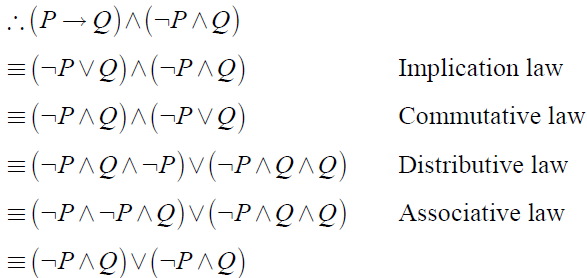 ∴(P → Q)∧(¬P ∧ Q)
≡(¬P ∨ Q)∧(¬P ∧ Q) Implication law
≡(¬P ∧ Q)∧(¬P ∨ Q) Commutative law
≡(¬P ∧ Q ∧ ¬P)∨(¬P ∧ Q ∧ Q) Distributive law
≡(¬P ∧ ¬P ∧ Q)∨(¬P ∧ Q ∧ Q) Associative law
≡(¬P ∧ Q)∨(¬P ∧ Q)